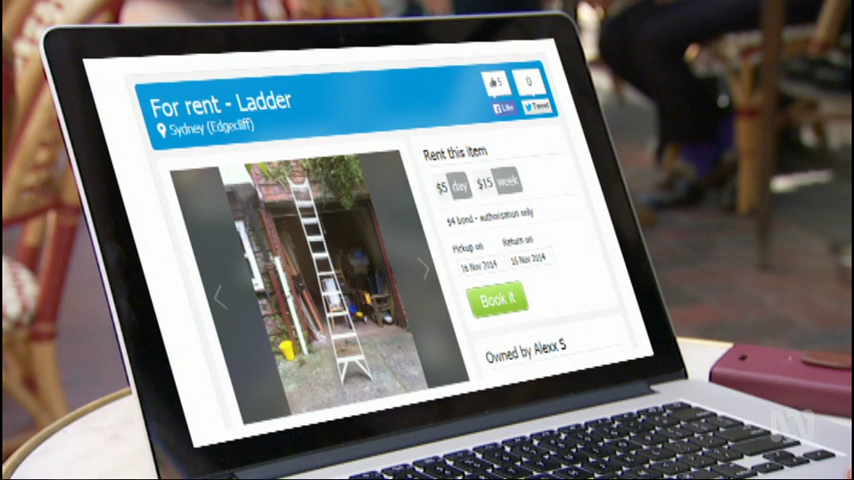 For rent - Ladder
Sydney (Edgecliff)
5
0
Like
Tweet
Rent this item
$5 day $15 week
$4 bond - authorisation only
Pickup on Return on
16 Nov 2014 16 Nov 2014
Book it
Owned by Alexx S